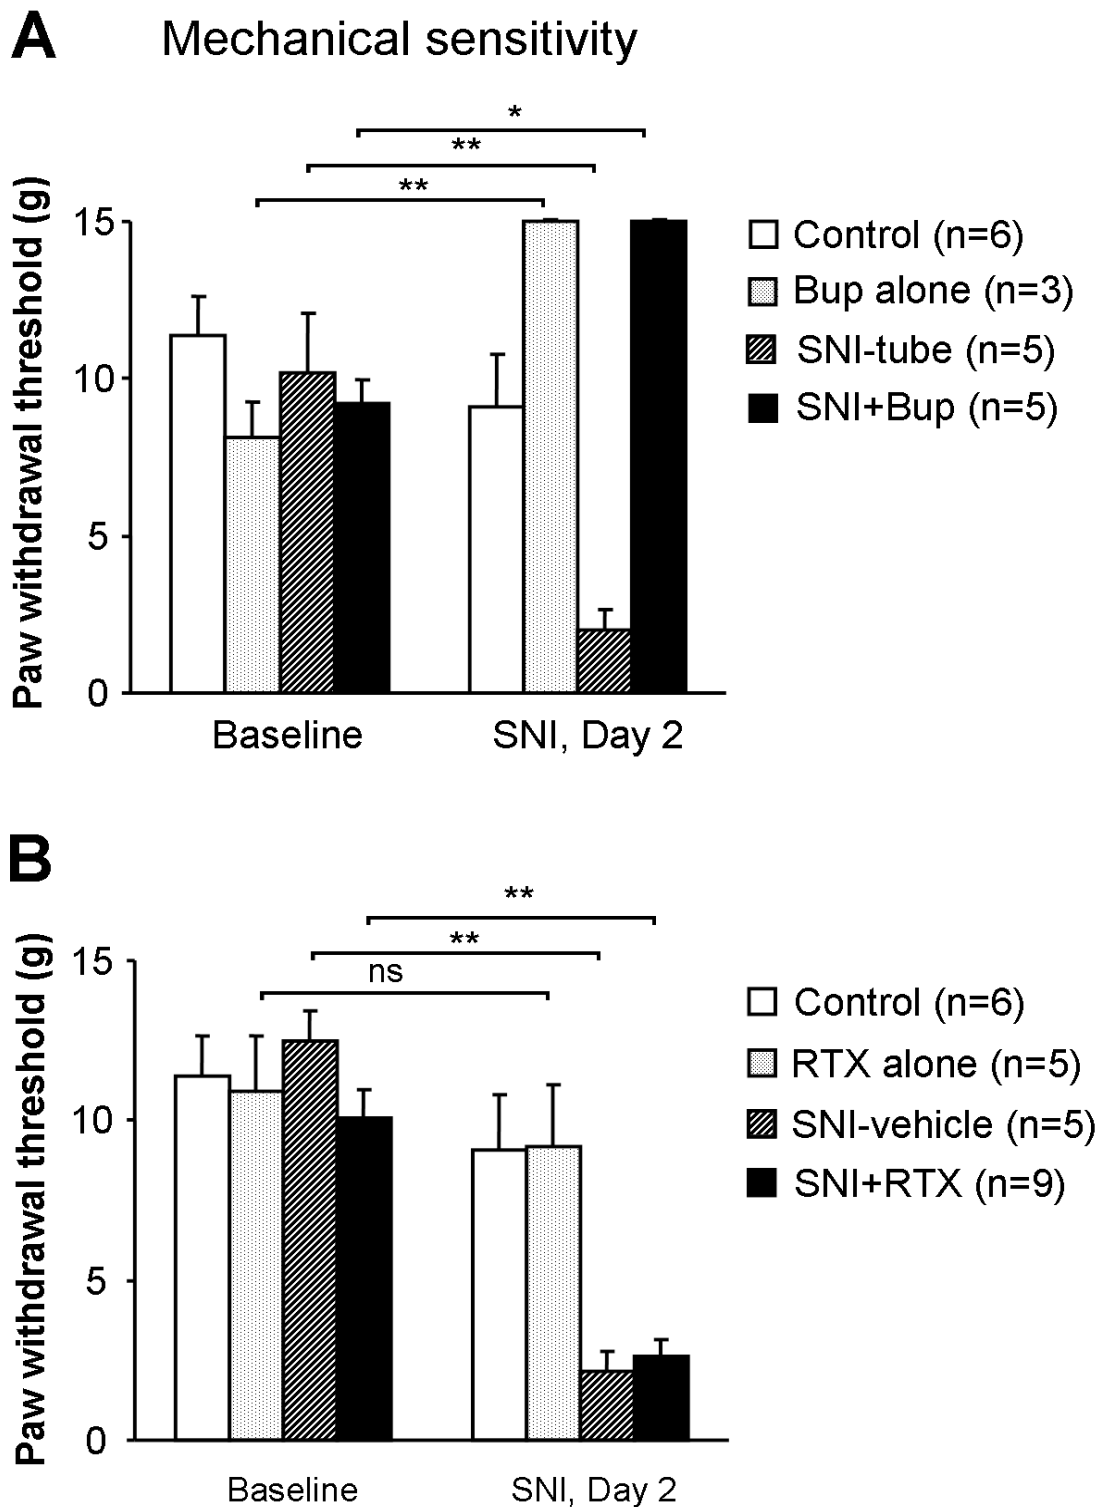 A
Mechanical sensitivity
*
**
**
Paw withdrawal threshold (g)
15
10
5
0
Baseline
SNI, Day 2
Control (n=6)
Bup alone (n=3)
SNI-tube (n=5)
SNI+Bup (n=5)
B
**
**
ns
Paw withdrawal threshold (g)
15
10
5
0
Baseline
SNI, Day 2
Control (n=6)
RTX alone (n=5)
SNI-vehicle (n=5)
SNI+RTX (n=9)